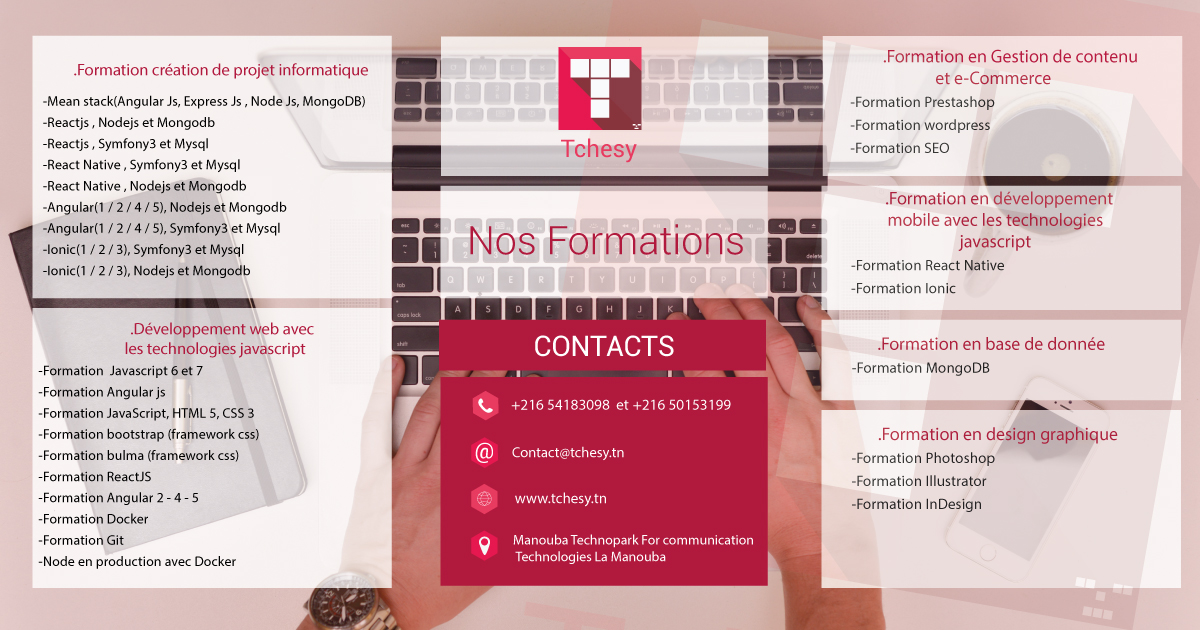 .Formation création de projet informatique
-Mean stack(Angular Js, Express Js , Node Js, MongoDB)
-Reactjs , Nodejs et Mongodb
-Reactjs , Symfony3 et Mysql
-React Native , Symfony3 et Mysql
-React Native , Nodejs et Mongodb
-Angular(1 / 2 / 4 / 5), Nodejs et Mongodb
-Angular(1 / 2 / 4 / 5), Symfony3 et Mysql
-Ionic(1 / 2 / 3), Symfony3 et Mysql
-Ionic(1 / 2 / 3), Nodejs et Mongodb
.Développement web avec
les technologies javascript
-Formation Javascript 6 et 7
-Formation Angular js
-Formation JavaScript, HTML 5, CSS 3
-Formation bootstrap (framework css)
-Formation bulma (framework css)
-Formation ReactJS
-Formation Angular 2 - 4 - 5
-Formation Docker
-Formation Git
-Node en production avec Docker
Tchesy
Nos Formations
CONTACTS
+216 54183098 et +216 50153199
Contact@tchesy.tn
www.tchesy.tn
Manouba Technopark For communication
Technologies La Manouba
.Formation en Gestion de contenu
et e-Commerce
-Formation Prestashop
-Formation wordpress
-Formation SEO
.Formation en développement
mobile avec les technologies
javascript
-Formation React Native
-Formation Ionic
.Formation en base de donnée
-Formation MongoDB
.Formation en design graphique
-Formation Photoshop
-Formation Illustrator
-Formation InDesign